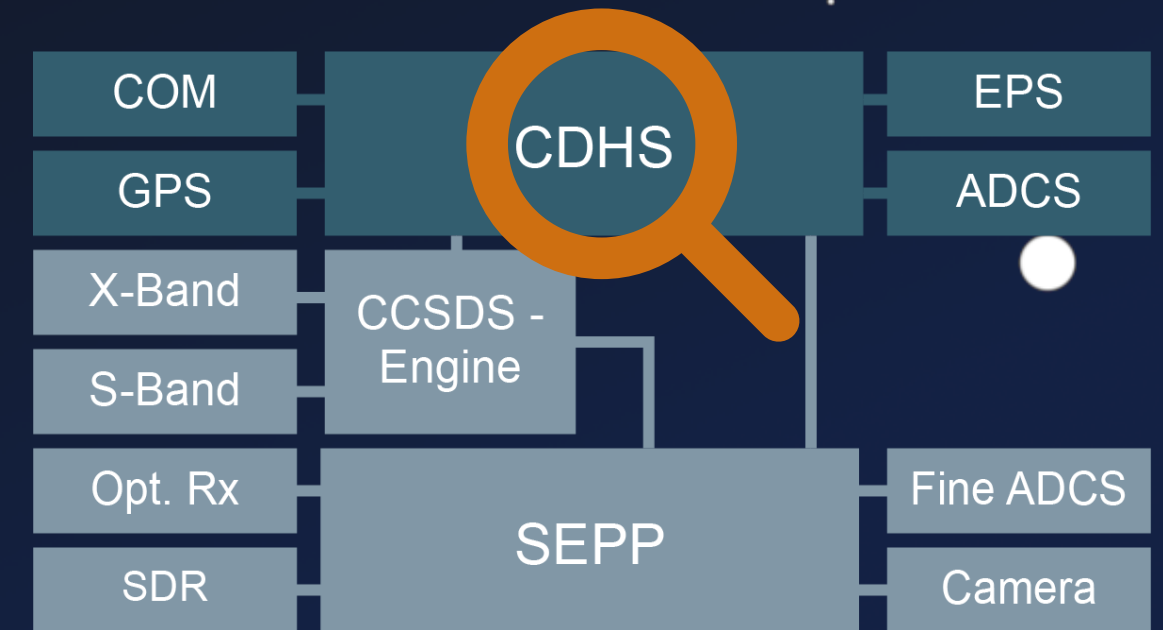 COM
CDHS
EPS
GPS
ADCS
X-Band
CCSDS -
Engine
S-Band
Opt. Rx
SEPP
Fine ADCS
SDR
Camera